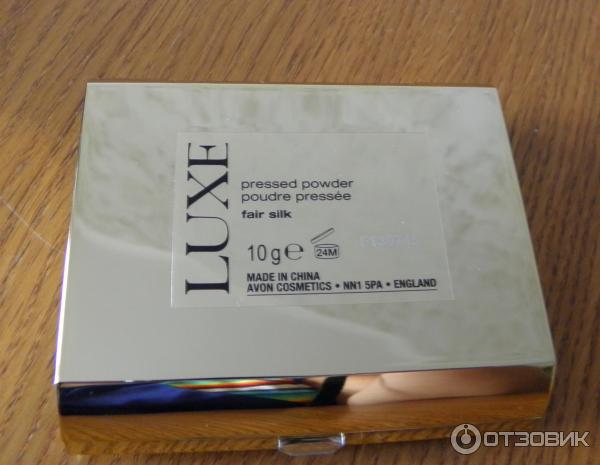 LUXE
pressed powder
poudre pressée
fair silk
10g℮
24M
MADE IN CHINA
AVON COSMETICS • NN1 5PA • ENGLAND
ОТЗОВИК